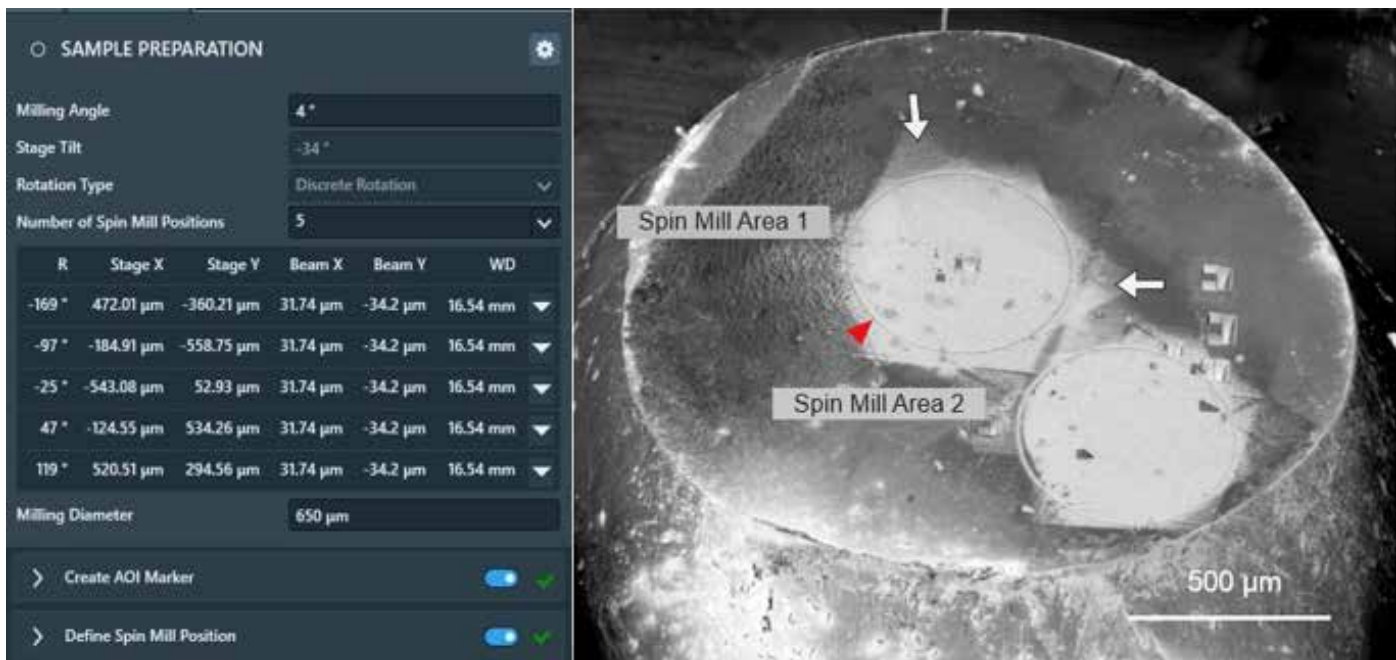 SAMPLE PREPARATION
Milling Angle 4 °
Stage Tilt -34 °
Rotation Type Discrete Rotation
Number of Spin Mill Positions 5
R Stage X Stage Y Beam X Beam Y WD
-169 ° 472.01 µm -360.21 µm 31.74 µm -34.2 µm 16.54 mm
-97 ° -184.91 µm -558.75 µm 31.74 µm -34.2 µm 16.54 mm
-25 ° -543.08 µm 52.93 µm 31.74 µm -34.2 µm 16.54 mm
47 ° -124.55 µm 534.26 µm 31.74 µm -34.2 µm 16.54 mm
119 ° 520.51 µm 294.56 µm 31.74 µm -34.2 µm 16.54 mm
Milling Diameter 650 µm
Create AOI Marker
Define Spin Mill Position
Spin Mill Area 1
Spin Mill Area 2
500 µm